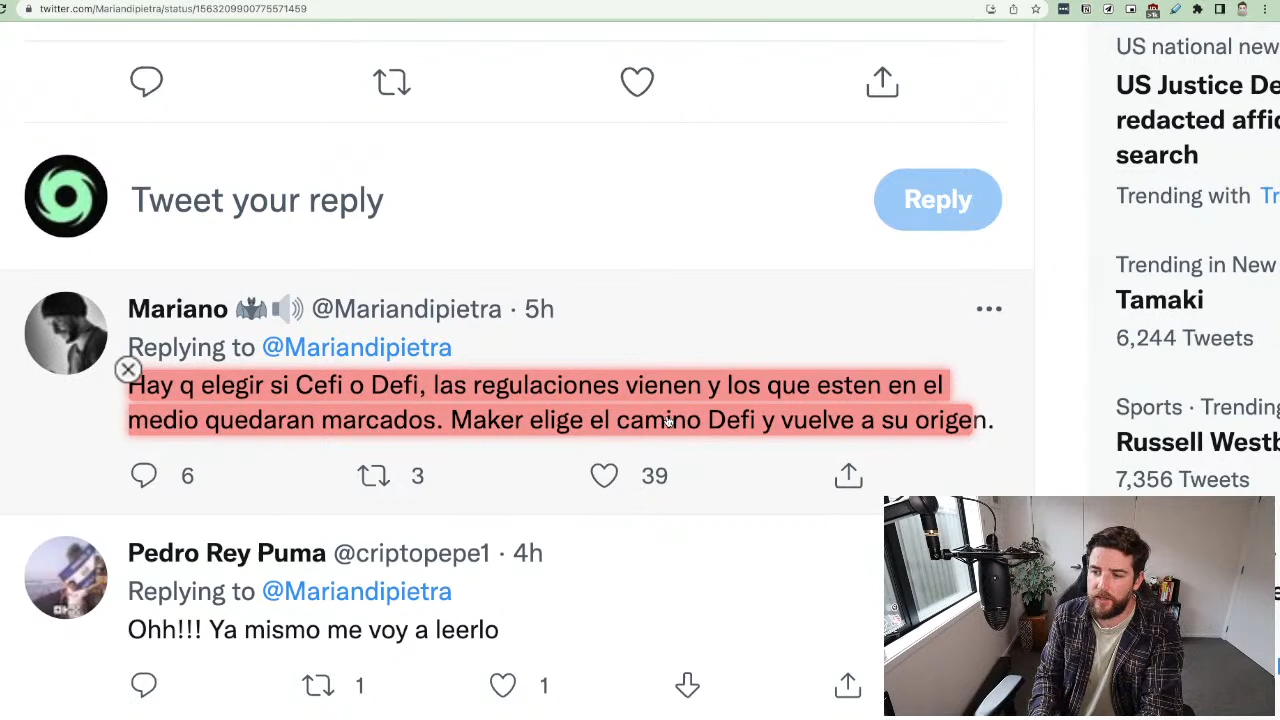 twitter.com/Mariandipietra/status/1563209900775571459
US national new
US Justice De
redacted affid
search
Trending with Tr
Tweet your reply
Reply
Trending in New
Tamaki
6,244 Tweets
Mariano @Mariandipietra · 5h
Replying to @Mariandipietra
Hay q elegir si Cefi o Defi, las regulaciones vienen y los que esten en el
medio quedaran marcados. Maker elige el camino Defi y vuelve a su origen.
6 3 39
Sports · Trending
Russell Westb
7,356 Tweets
Pedro Rey Puma @criptopepe1 · 4h
Replying to @Mariandipietra
Ohh!!! Ya mismo me voy a leerlo
1 1